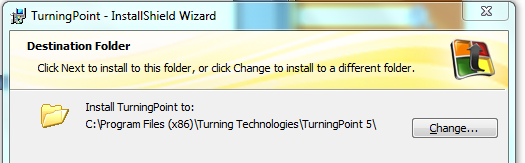 TurningPoint - InstallShield Wizard
Destination Folder
Click Next to install to this folder, or click Change to install to a different folder.
Install TurningPoint to:
C:\Program Files (x86)\Turning Technologies\TurningPoint 5\
Change...